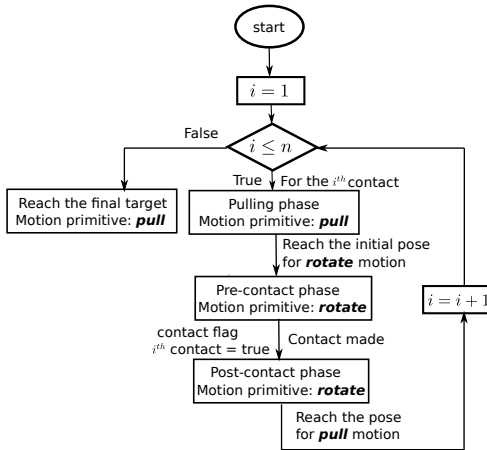 start
i = 1
i ≤ n
False
True
For the i^th contact
Reach the final target
Motion primitive: pull
Pulling phase
Motion primitive: pull
Reach the initial pose
for rotate motion
Pre-contact phase
Motion primitive: rotate
i = i + 1
contact flag
i^th contact = true
Contact made
Post-contact phase
Motion primitive: rotate
Reach the pose
for pull motion